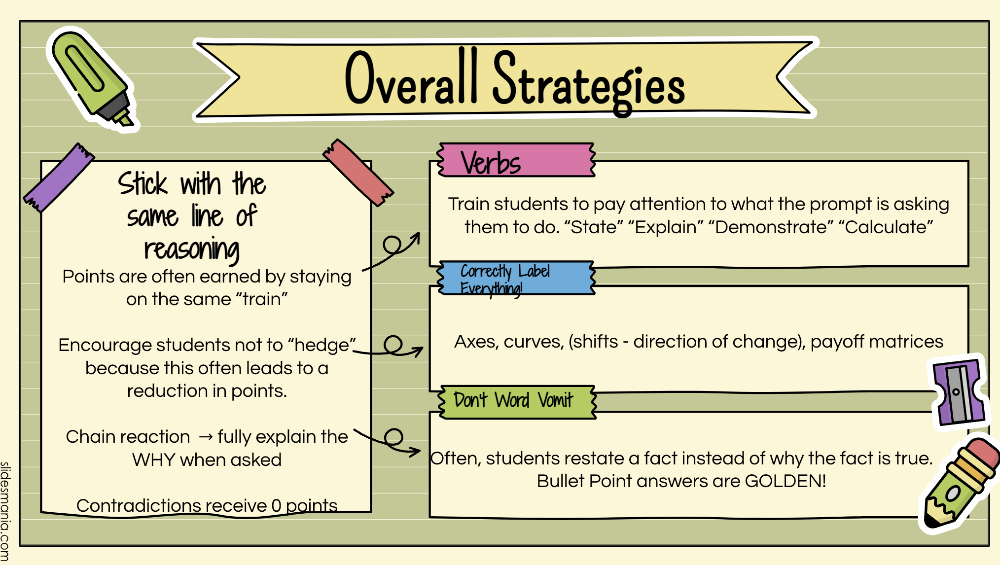 Overall Strategies
Stick with the
same line of
reasoning
Points are often earned by staying
on the same “train”
Encourage students not to “hedge”
because this often leads to a
reduction in points.
Chain reaction → fully explain the
WHY when asked
Contradictions receive 0 points
Verbs
Train students to pay attention to what the prompt is asking
them to do. “State” “Explain” “Demonstrate” “Calculate”
Correctly Label
Everything!
Axes, curves, (shifts - direction of change), payoff matrices
Don't Word Vomit
Often, students restate a fact instead of why the fact is true.
Bullet Point answers are GOLDEN!
slidesmania.com